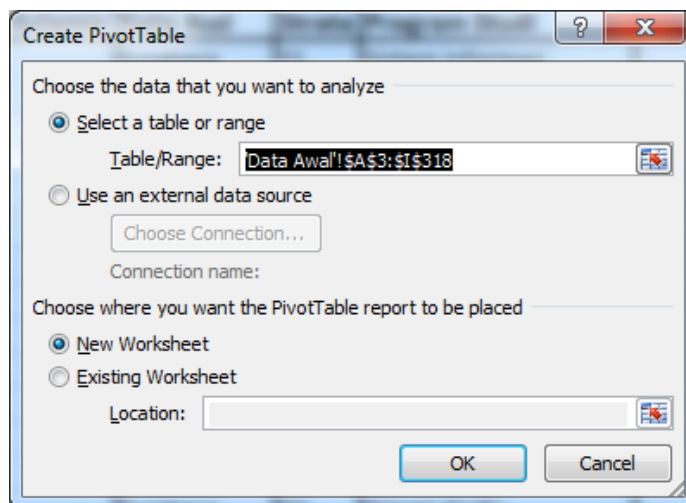 Create PivotTable
Choose the data that you want to analyze
Select a table or range
Table/Range: 'Data Awal'!$A$3:$I$318
Use an external data source
Choose Connection...
Connection name:
Choose where you want the PivotTable report to be placed
New Worksheet
Existing Worksheet
Location:
OK Cancel